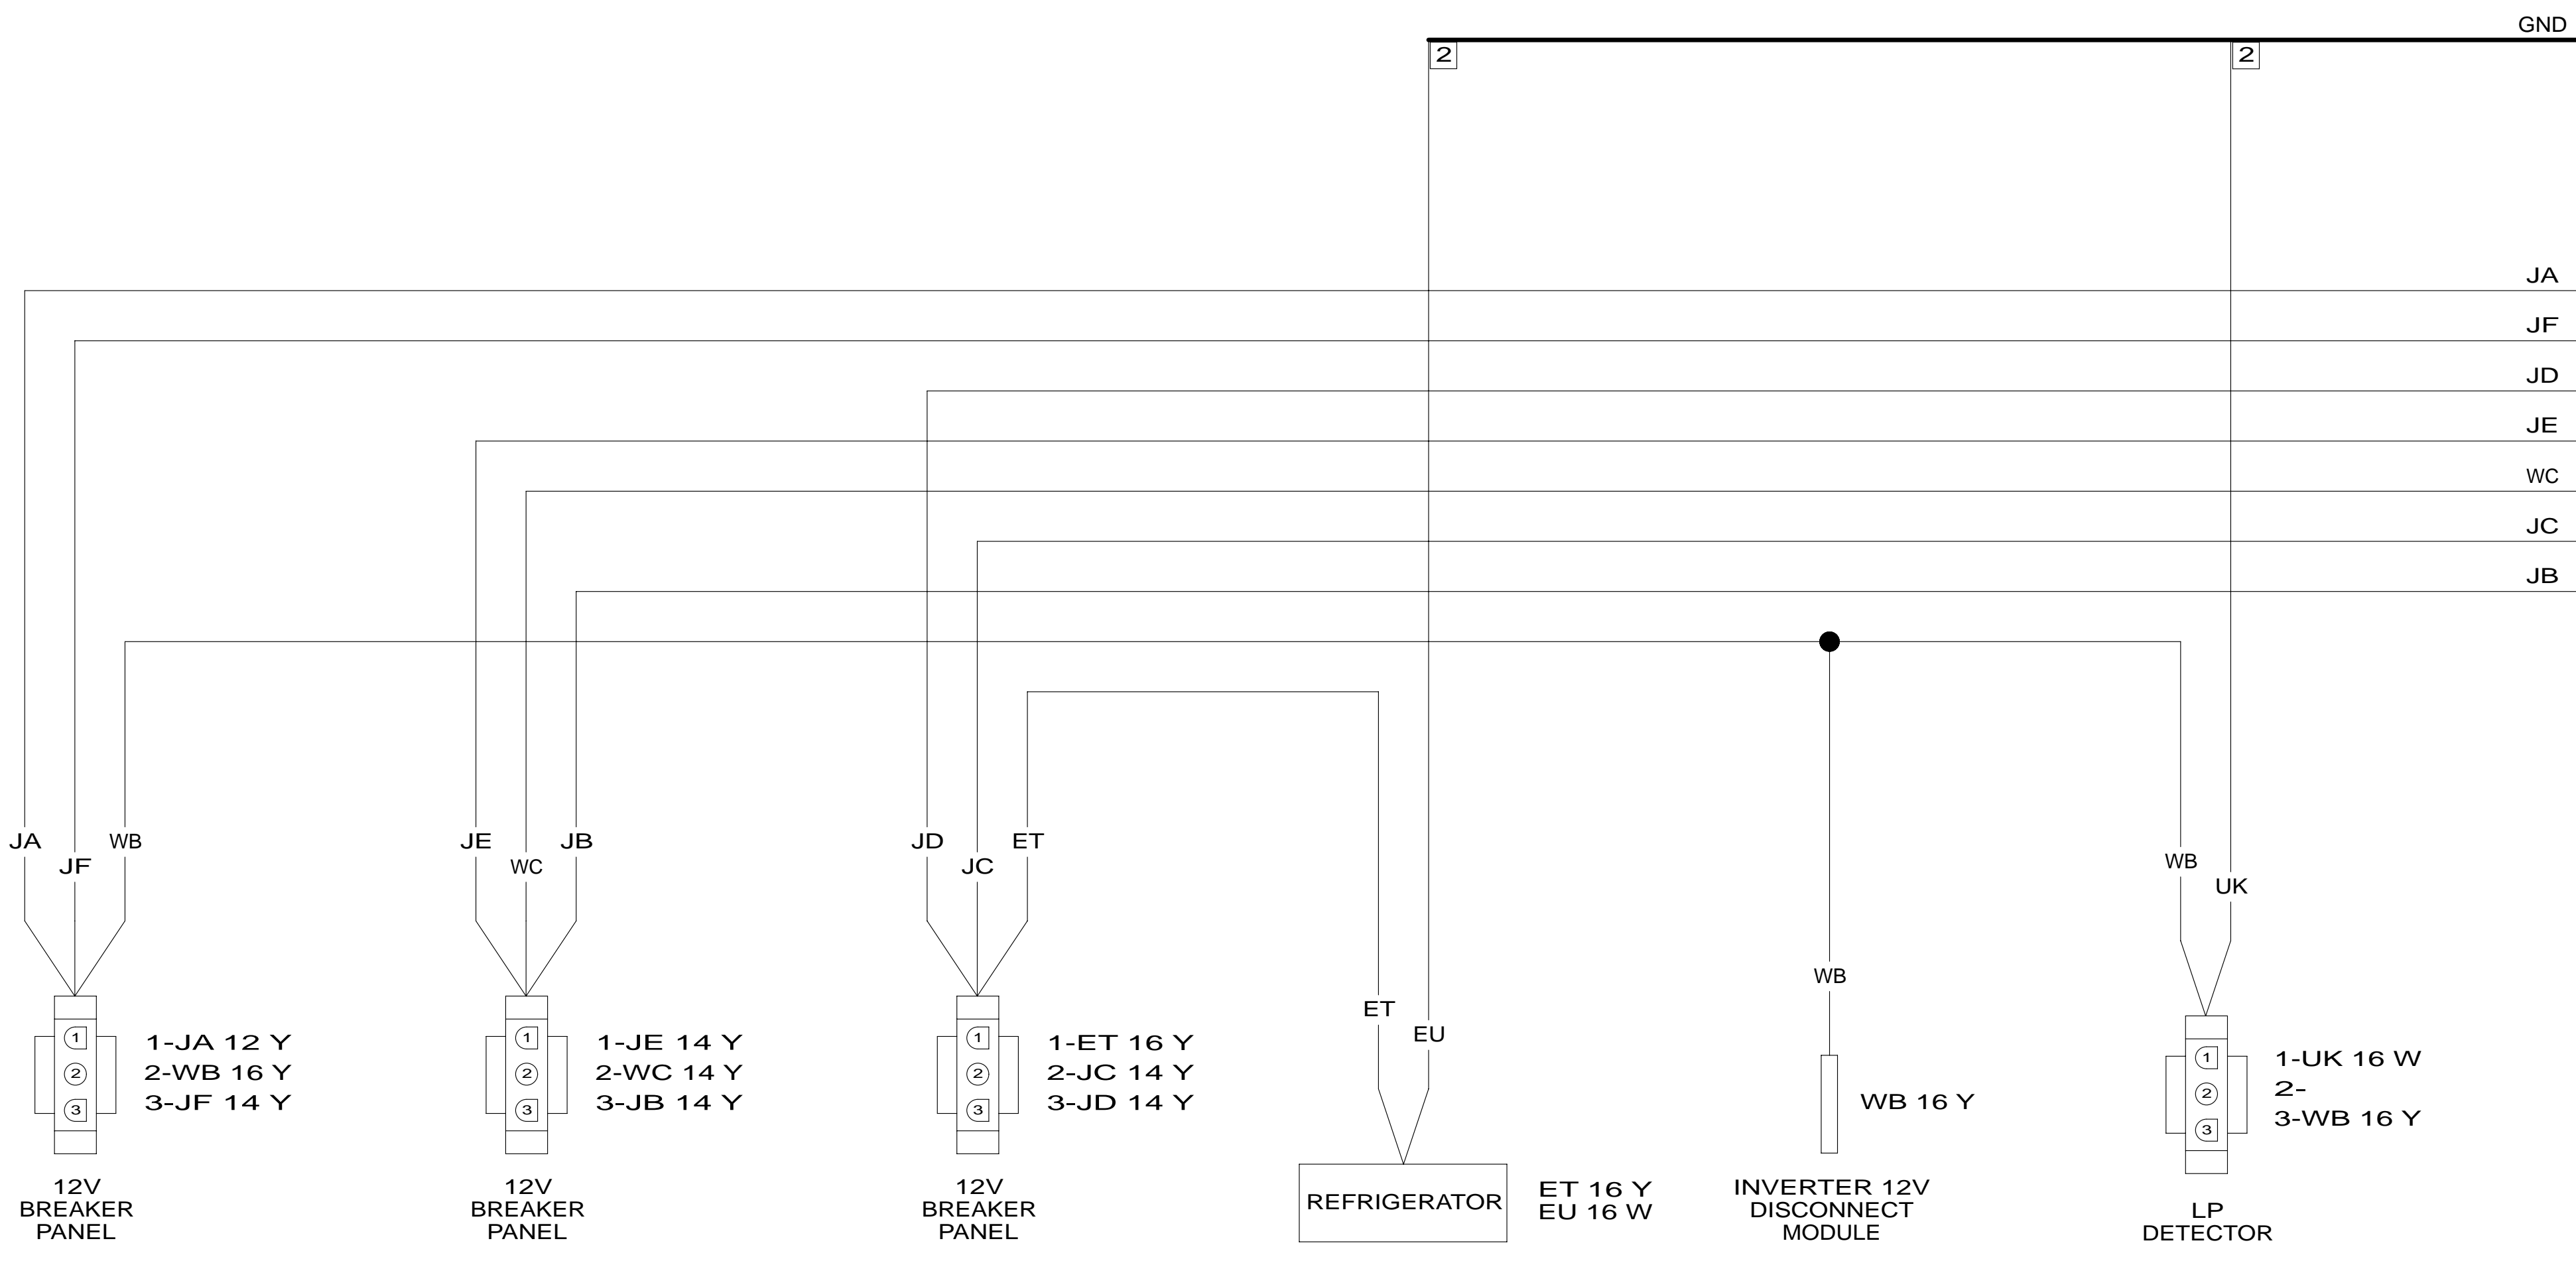 GND
2
2
JA
JF
JD
JE
WC
JC
JB
JA
JF
WB
JE
WC
JB
JD
JC
ET
WB
UK
WB
ET
EU
1
2
3
1-JA 12 Y
2-WB 16 Y
3-JF 14 Y
12V
BREAKER
PANEL
1
2
3
1-JE 14 Y
2-WC 14 Y
3-JB 14 Y
12V
BREAKER
PANEL
1
2
3
1-ET 16 Y
2-JC 14 Y
3-JD 14 Y
12V
BREAKER
PANEL
REFRIGERATOR
ET 16 Y
EU 16 W
WB 16 Y
INVERTER 12V
DISCONNECT
MODULE
1
2
3
1-UK 16 W
2-
3-WB 16 Y
LP
DETECTOR